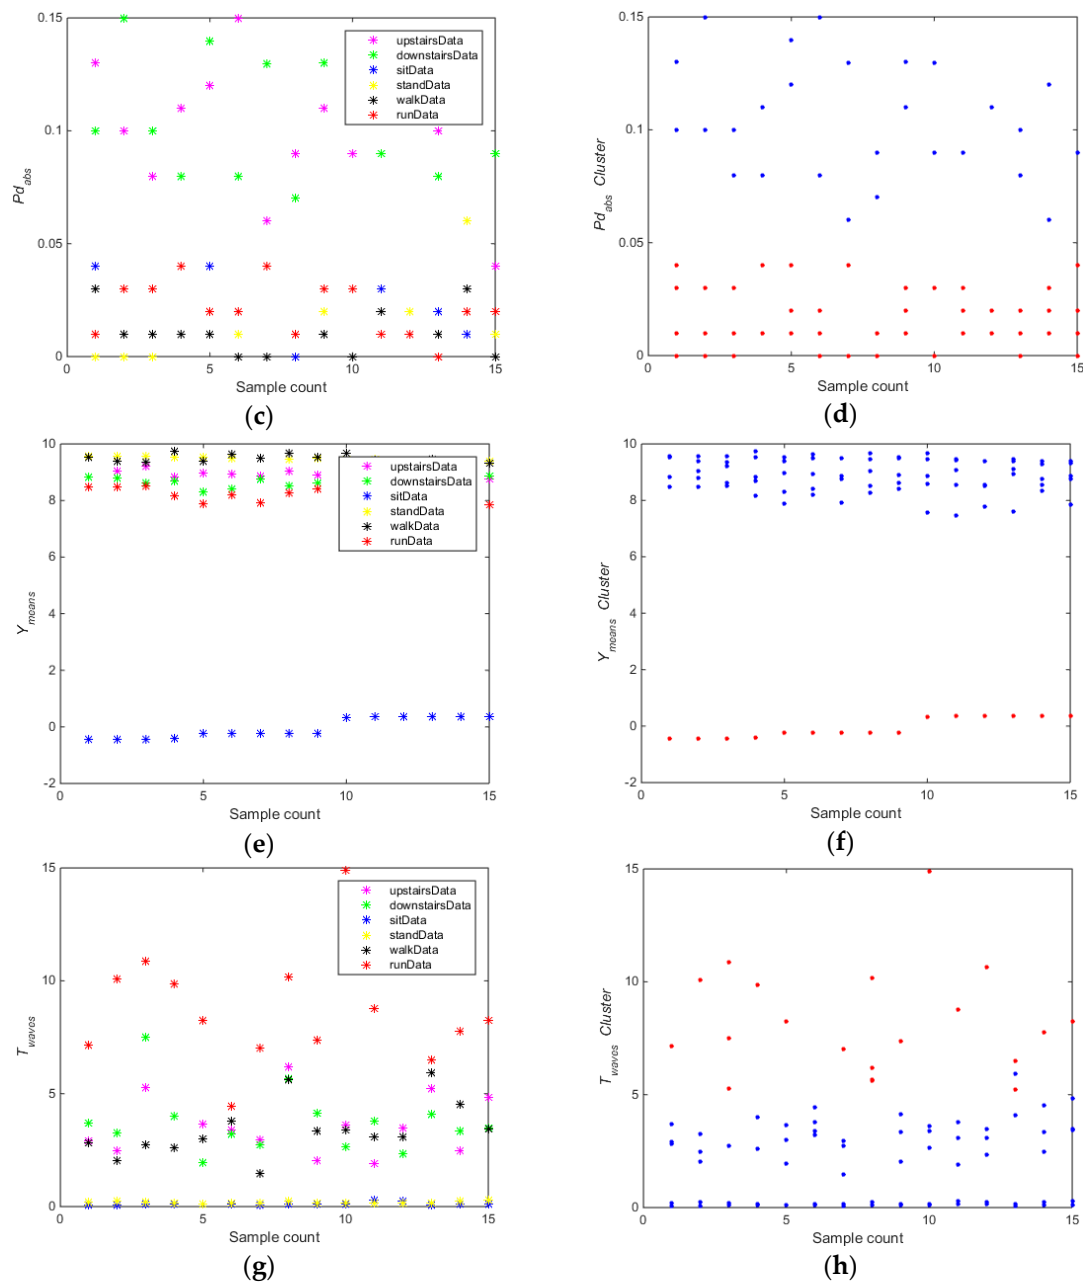 0.15
0.1
0.05
0
0
5
10
15
Pd_abs
Sample count
upstairsData
downstairsData
sitData
standData
walkData
runData
(c)
0.15
0.1
0.05
0
0
5
10
15
Pd_abs Cluster
Sample count
(d)
10
8
6
4
2
0
-2
0
5
10
15
Y_means
Sample count
upstairsData
downstairsData
sitData
standData
walkData
runData
(e)
10
8
6
4
2
0
-2
0
5
10
15
Y_means Cluster
Sample count
(f)
15
10
5
0
0
5
10
15
T_waves
Sample count
upstairsData
downstairsData
sitData
standData
walkData
runData
(g)
15
10
5
0
0
5
10
15
T_waves Cluster
Sample count
(h)